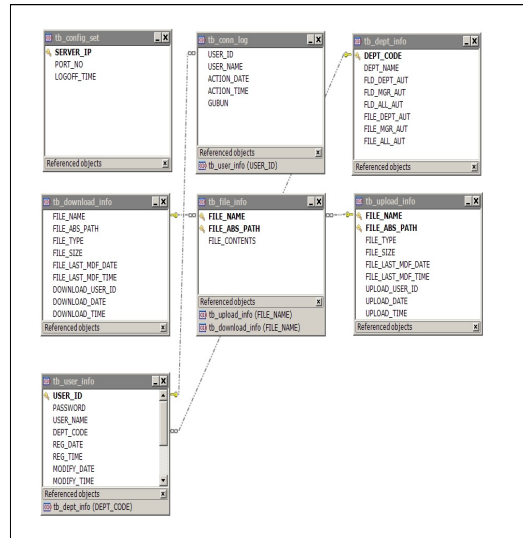 tb_config_set
SERVER_IP
PORT_NO
LOGOFF_TIME
Referenced objects
tb_conn_log
USER_ID
USER_NAME
ACTION_DATE
ACTION_TIME
GUBUN
Referenced objects
tb_user_info (USER_ID)
tb_dept_info
DEPT_CODE
DEPT_NAME
FLD_DEPT_AUT
FLD_MGR_AUT
FLD_ALL_AUT
FILE_DEPT_AUT
FILE_MGR_AUT
FILE_ALL_AUT
Referenced objects
tb_download_info
FILE_NAME
FILE_ABS_PATH
FILE_TYPE
FILE_SIZE
FILE_LAST_MDF_DATE
FILE_LAST_MDF_TIME
DOWNLOAD_USER_ID
DOWNLOAD_DATE
DOWNLOAD_TIME
Referenced objects
tb_file_info
FILE_NAME
FILE_ABS_PATH
FILE_CONTENTS
Referenced objects
tb_upload_info (FILE_NAME)
tb_download_info (FILE_NAME)
tb_upload_info
FILE_NAME
FILE_ABS_PATH
FILE_TYPE
FILE_SIZE
FILE_LAST_MDF_DATE
FILE_LAST_MDF_TIME
UPLOAD_USER_ID
UPLOAD_DATE
UPLOAD_TIME
Referenced objects
tb_user_info
USER_ID
PASSWORD
USER_NAME
DEPT_CODE
REG_DATE
REG_TIME
MODIFY_DATE
MODIFY_TIME
Referenced objects
tb_dept_info (DEPT_CODE)